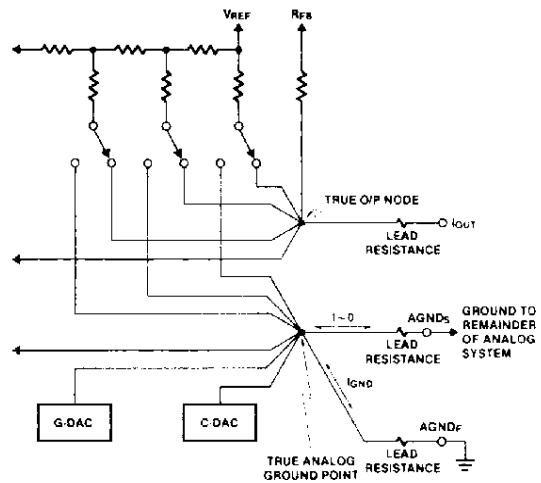 VREF
RFB
TRUE O/P NODE
IOUT
LEAD
RESISTANCE
I~0
AGNDS
GROUND TO
REMAINDER
OF ANALOG
SYSTEM
LEAD
RESISTANCE
IGND
G-DAC
C-DAC
AGNDF
TRUE ANALOG
GROUND POINT
LEAD
RESISTANCE